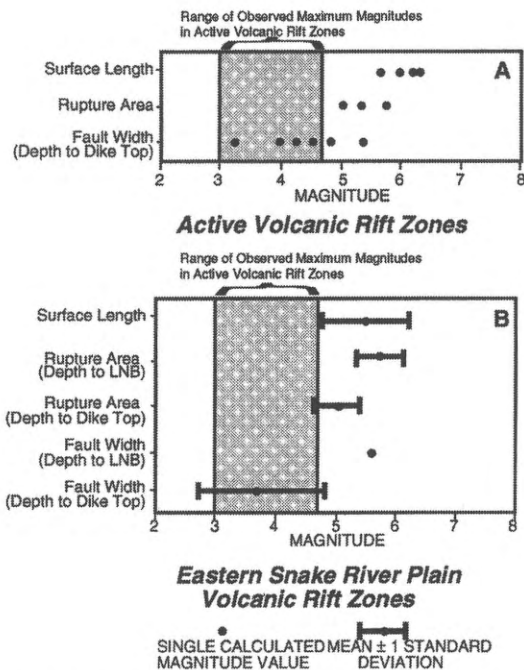 Range of Observed Maximum Magnitudes
in Active Volcanic Rift Zones
A
Surface Length
Rupture Area
Fault Width
(Depth to Dike Top)
2 3 4 5 6 7 8
MAGNITUDE
Active Volcanic Rift Zones
Range of Observed Maximum Magnitudes
in Active Volcanic Rift Zones
B
Surface Length
Rupture Area
(Depth to LNB)
Rupture Area
(Depth to Dike Top)
Fault Width
(Depth to LNB)
Fault Width
(Depth to Dike Top)
2 3 4 5 6 7 8
MAGNITUDE
Eastern Snake River Plain
Volcanic Rift Zones
SINGLE CALCULATED
MAGNITUDE VALUE
MEAN ± 1 STANDARD
DEVIATION